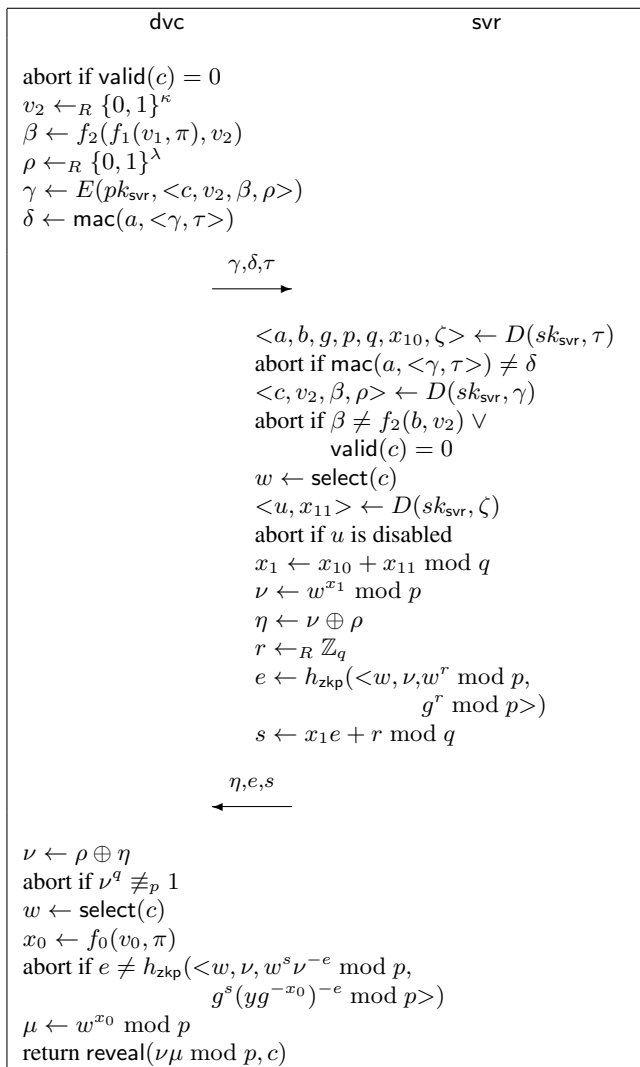 dvc svr
abort if valid(c) = 0
v₂ ←_R {0, 1}^κ
β ← f₂(f₁(v₁, π), v₂)
ρ ←_R {0, 1}^λ
γ ← E(pk_svr, <c, v₂, β, ρ>)
δ ← mac(a, <γ, τ>)
γ,δ,τ
<a, b, g, p, q, x₁₀, ζ> ← D(sk_svr, τ)
abort if mac(a, <γ, τ>) ≠ δ
<c, v₂, β, ρ> ← D(sk_svr, γ)
abort if β ≠ f₂(b, v₂) ∨
valid(c) = 0
w ← select(c)
<u, x₁₁> ← D(sk_svr, ζ)
abort if u is disabled
x₁ ← x₁₀ + x₁₁ mod q
ν ← w^{x₁} mod p
η ← ν ⊕ ρ
r ←_R ℤ_q
e ← h_zkp(<w, ν,w^r mod p,
g^r mod p>)
s ← x₁e + r mod q
η,e,s
ν ← ρ ⊕ η
abort if ν^q ≢_p 1
w ← select(c)
x₀ ← f₀(v₀, π)
abort if e ≠ h_zkp(<w, ν, w^s ν^{−e} mod p,
g^s(yg^{−x₀})^{−e} mod p>)
μ ← w^{x₀} mod p
return reveal(νμ mod p, c)